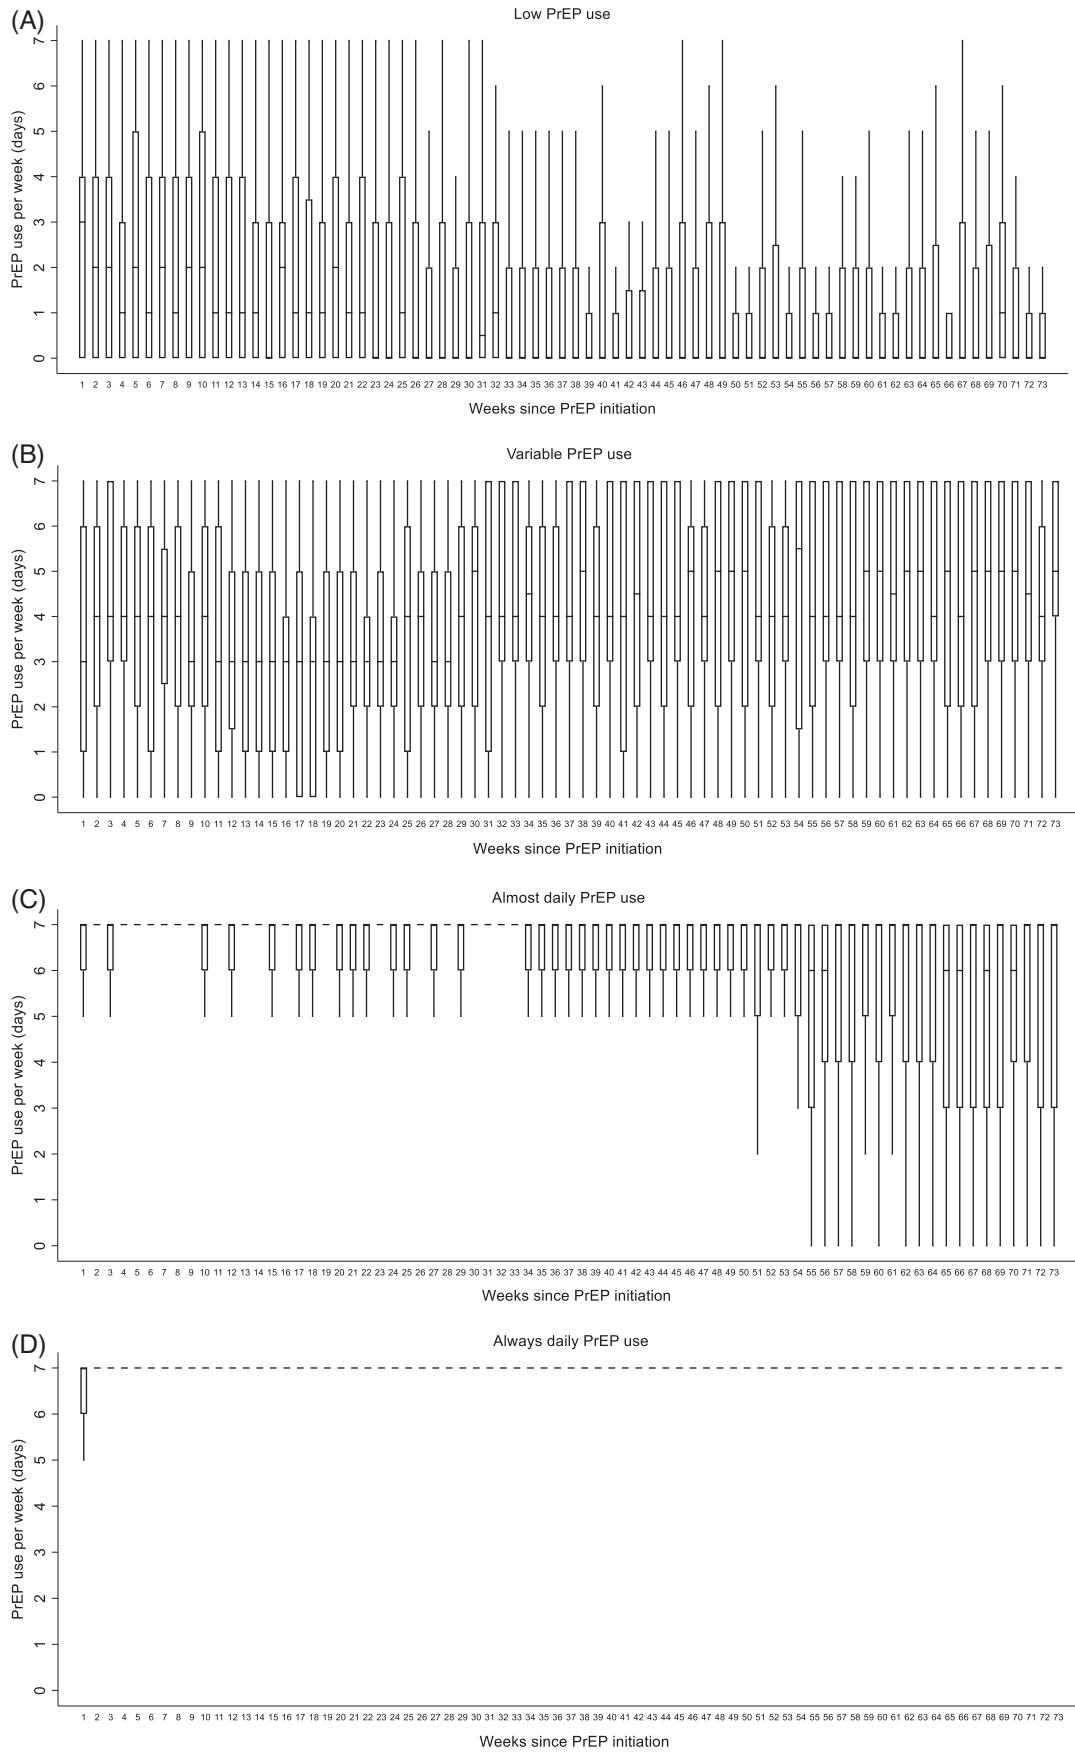 (A)
Low PrEP use
PrEP use per week (days)
7
6
5
4
3
2
1
0
1 2 3 4 5 6 7 8 9 10 11 12 13 14 15 16 17 18 19 20 21 22 23 24 25 26 27 28 29 30 31 32 33 34 35 36 37 38 39 40 41 42 43 44 45 46 47 48 49 50 51 52 53 54 55 56 57 58 59 60 61 62 63 64 65 66 67 68 69 70 71 72 73
Weeks since PrEP initiation
(B)
Variable PrEP use
PrEP use per week (days)
7
6
5
4
3
2
1
0
1 2 3 4 5 6 7 8 9 10 11 12 13 14 15 16 17 18 19 20 21 22 23 24 25 26 27 28 29 30 31 32 33 34 35 36 37 38 39 40 41 42 43 44 45 46 47 48 49 50 51 52 53 54 55 56 57 58 59 60 61 62 63 64 65 66 67 68 69 70 71 72 73
Weeks since PrEP initiation
(C)
Almost daily PrEP use
PrEP use per week (days)
7
6
5
4
3
2
1
0
1 2 3 4 5 6 7 8 9 10 11 12 13 14 15 16 17 18 19 20 21 22 23 24 25 26 27 28 29 30 31 32 33 34 35 36 37 38 39 40 41 42 43 44 45 46 47 48 49 50 51 52 53 54 55 56 57 58 59 60 61 62 63 64 65 66 67 68 69 70 71 72 73
Weeks since PrEP initiation
(D)
Always daily PrEP use
PrEP use per week (days)
7
6
5
4
3
2
1
0
1 2 3 4 5 6 7 8 9 10 11 12 13 14 15 16 17 18 19 20 21 22 23 24 25 26 27 28 29 30 31 32 33 34 35 36 37 38 39 40 41 42 43 44 45 46 47 48 49 50 51 52 53 54 55 56 57 58 59 60 61 62 63 64 65 66 67 68 69 70 71 72 73
Weeks since PrEP initiation